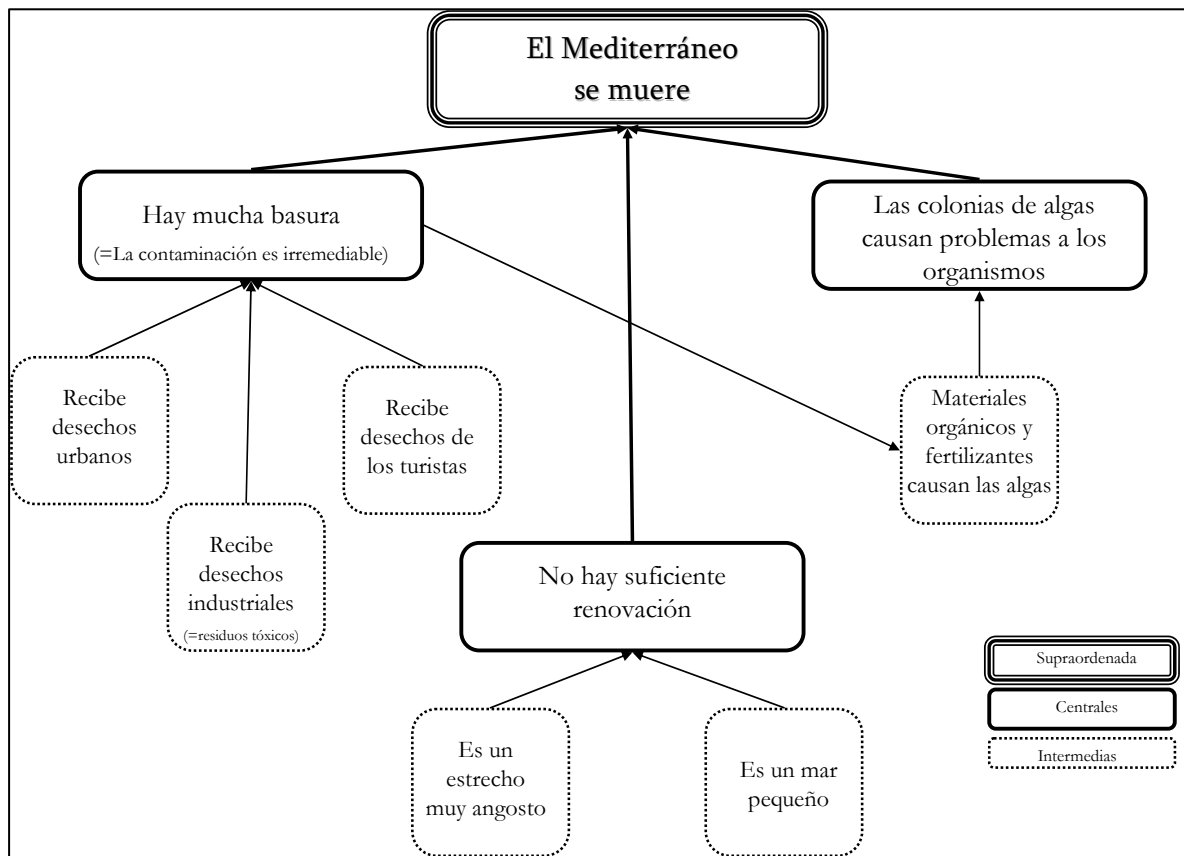 El Mediterráneo
se muere
Hay mucha basura
(=La contaminación es irremediable)
Las colonias de algas
causan problemas a los
organismos
Recibe
desechos
urbanos
Recibe
desechos
industriales
(=residuos tóxicos)
Recibe
desechos de
los turistas
Materiales
orgánicos y
fertilizantes
causan las algas
No hay suficiente
renovación
Es un
estrecho
muy angosto
Es un mar
pequeño
Supraordenada
Centrales
Intermedias